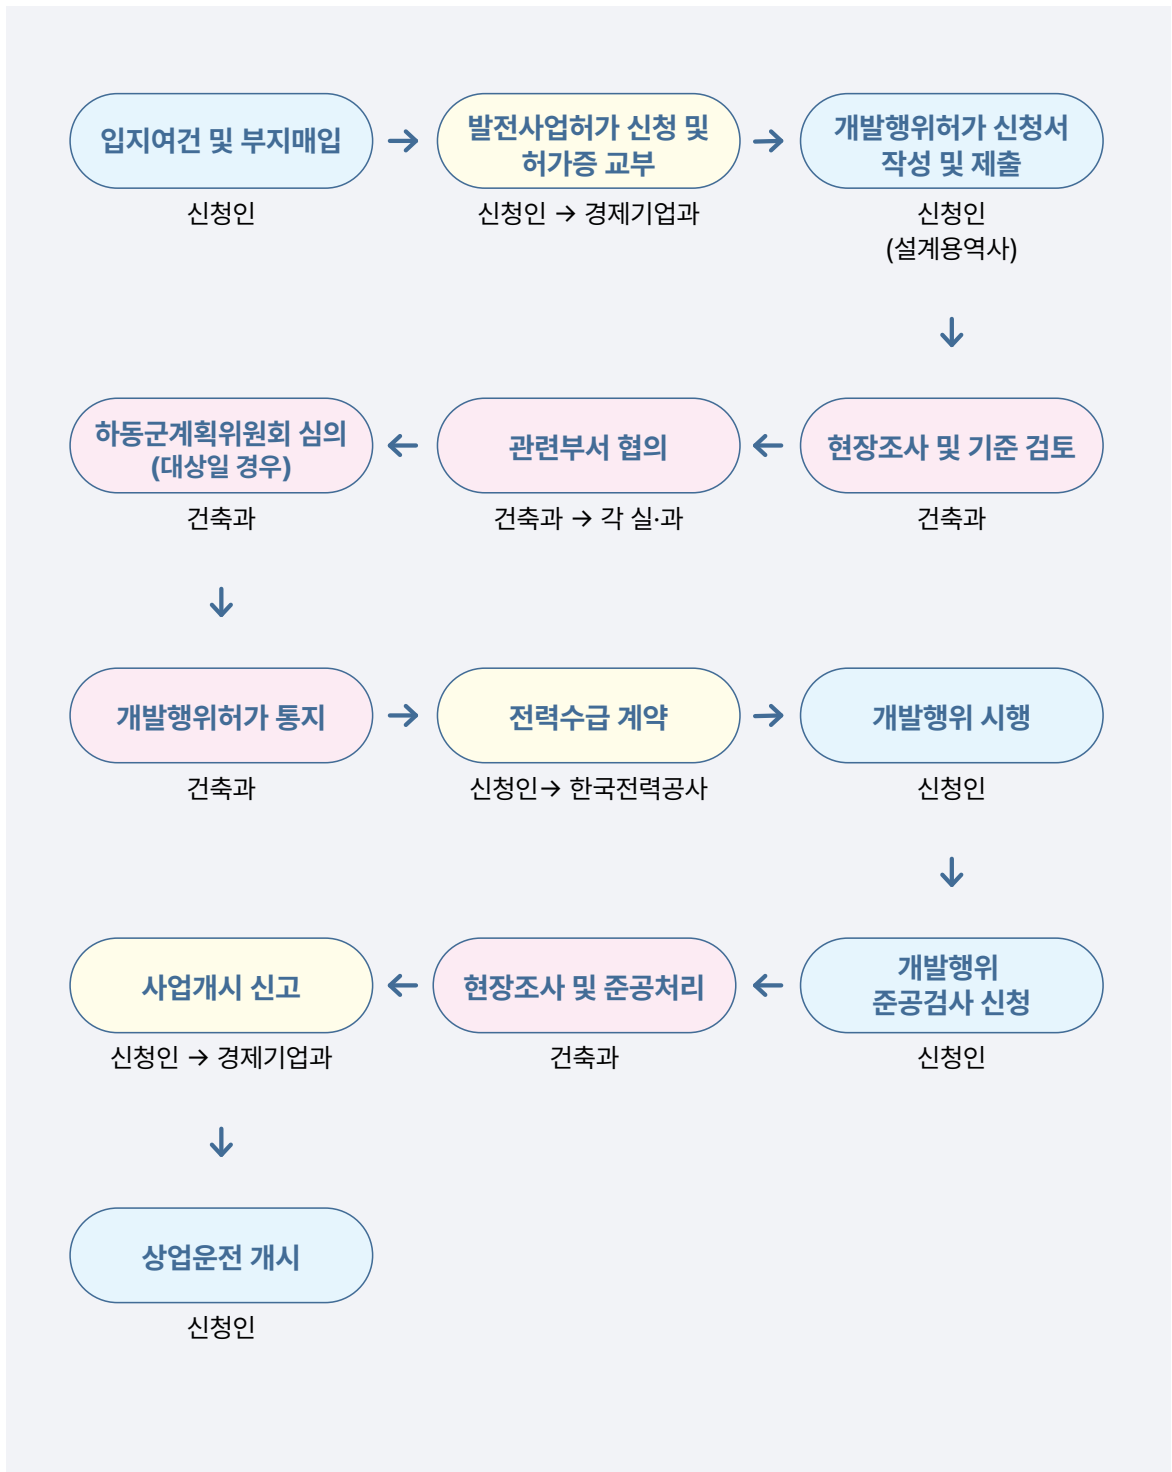 입지여건 및 부지매입
신청인
→
발전사업허가 신청 및
허가증 교부
신청인 → 경제기업과
→
개발행위허가 신청서
작성 및 제출
신청인
(설계용역사)
↓
현장조사 및 기준 검토
건축과
←
관련부서 협의
건축과 → 각 실·과
←
하동군계획위원회 심의
(대상일 경우)
건축과
↓
개발행위허가 통지
건축과
→
전력수급 계약
신청인→ 한국전력공사
→
개발행위 시행
신청인
↓
개발행위
준공검사 신청
신청인
←
현장조사 및 준공처리
건축과
←
사업개시 신고
신청인 → 경제기업과
↓
상업운전 개시
신청인